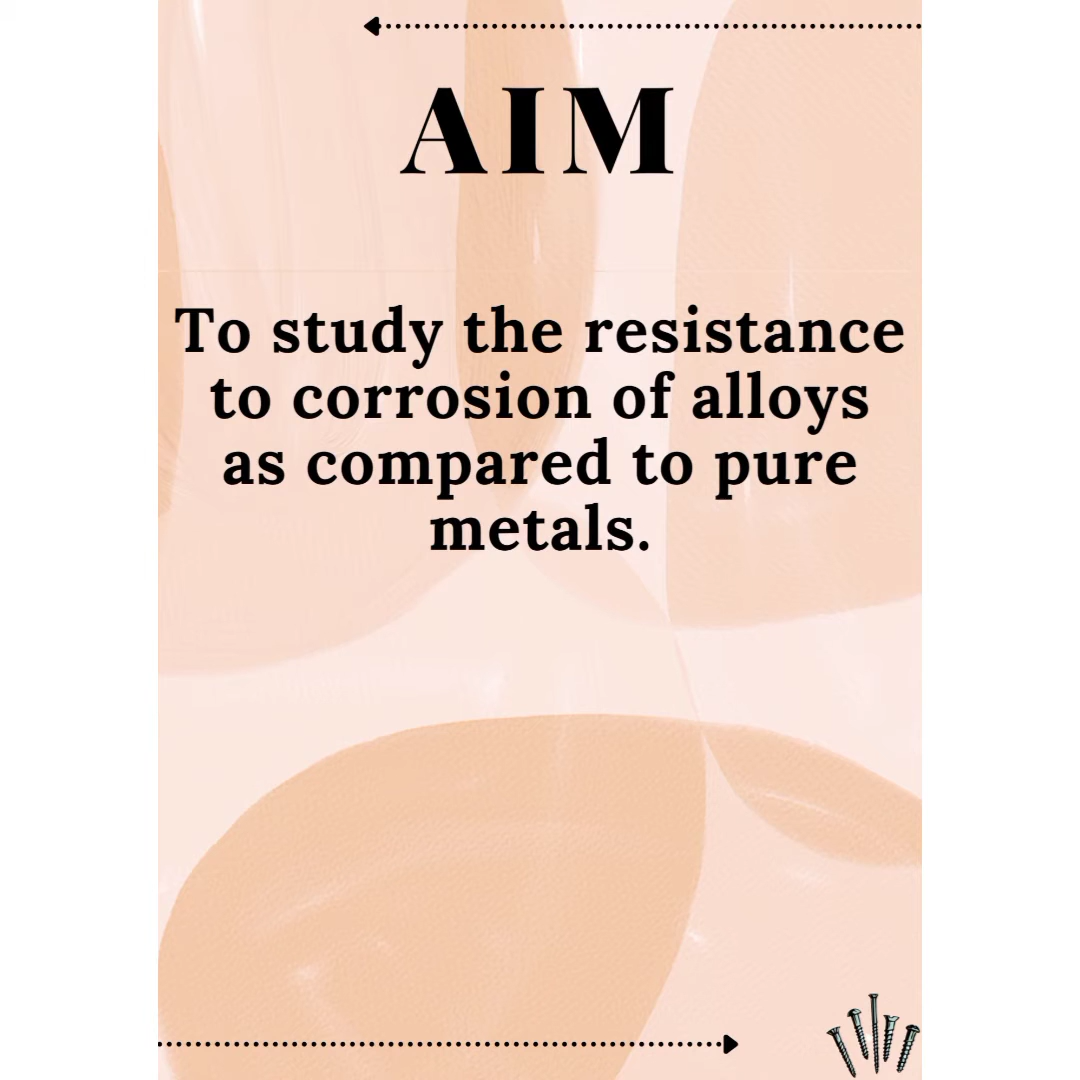 AIM
To study the resistance
to corrosion of alloys
as compared to pure
metals.